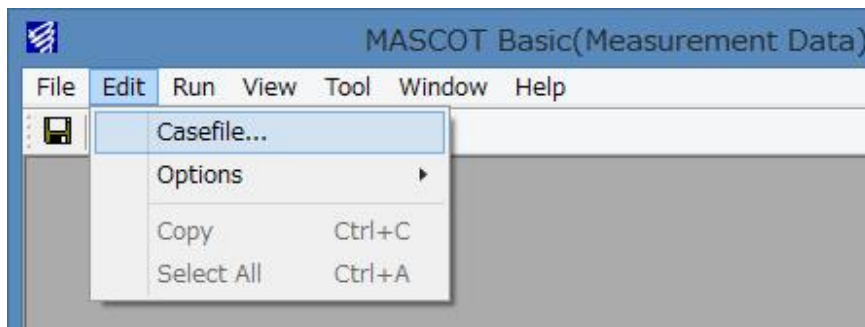 MASCOT Basic(Measurement Data)
File Edit Run View Tool Window Help
Casefile...
Options
Copy Ctrl+C
Select All Ctrl+A